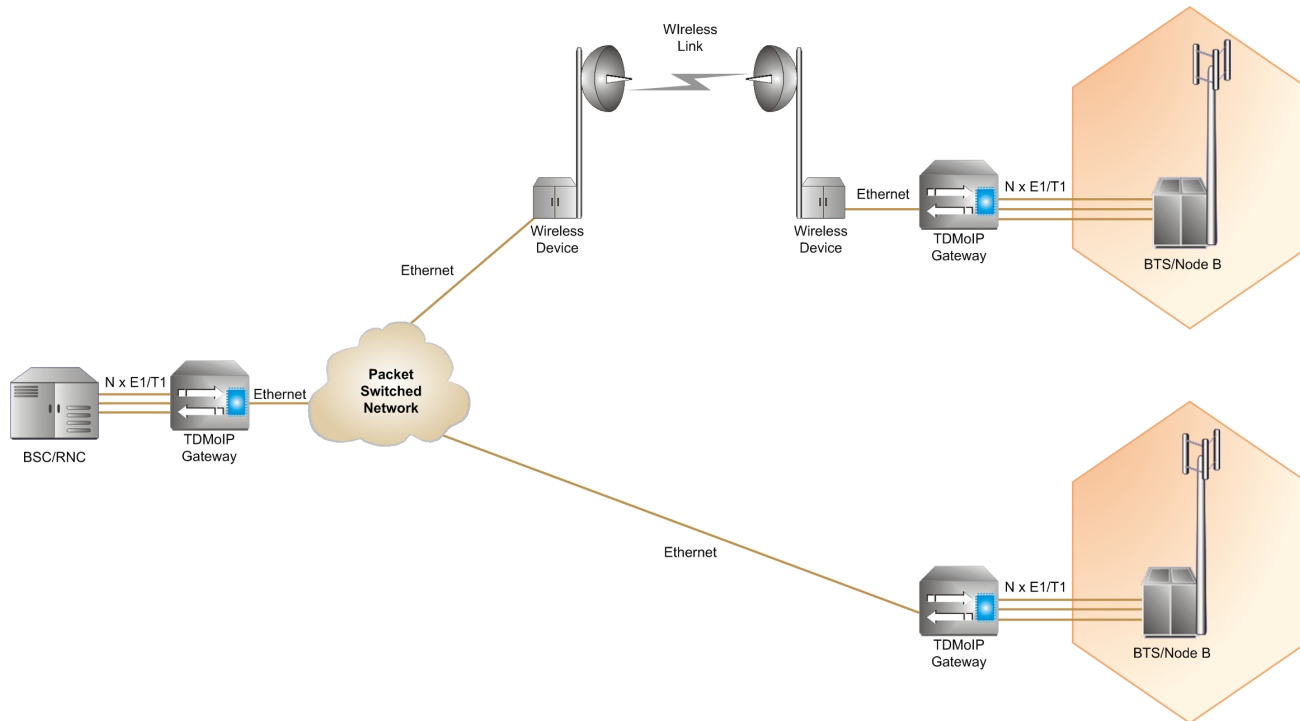 WIreless
Link
Ethernet
N x E1/T1
Wireless
Device
Wireless
Device
TDMoIP
Gateway
BTS/Node B
Ethernet
Packet
Switched
Network
N x E1/T1
Ethernet
TDMoIP
Gateway
BSC/RNC
Ethernet
N x E1/T1
TDMoIP
Gateway
BTS/Node B